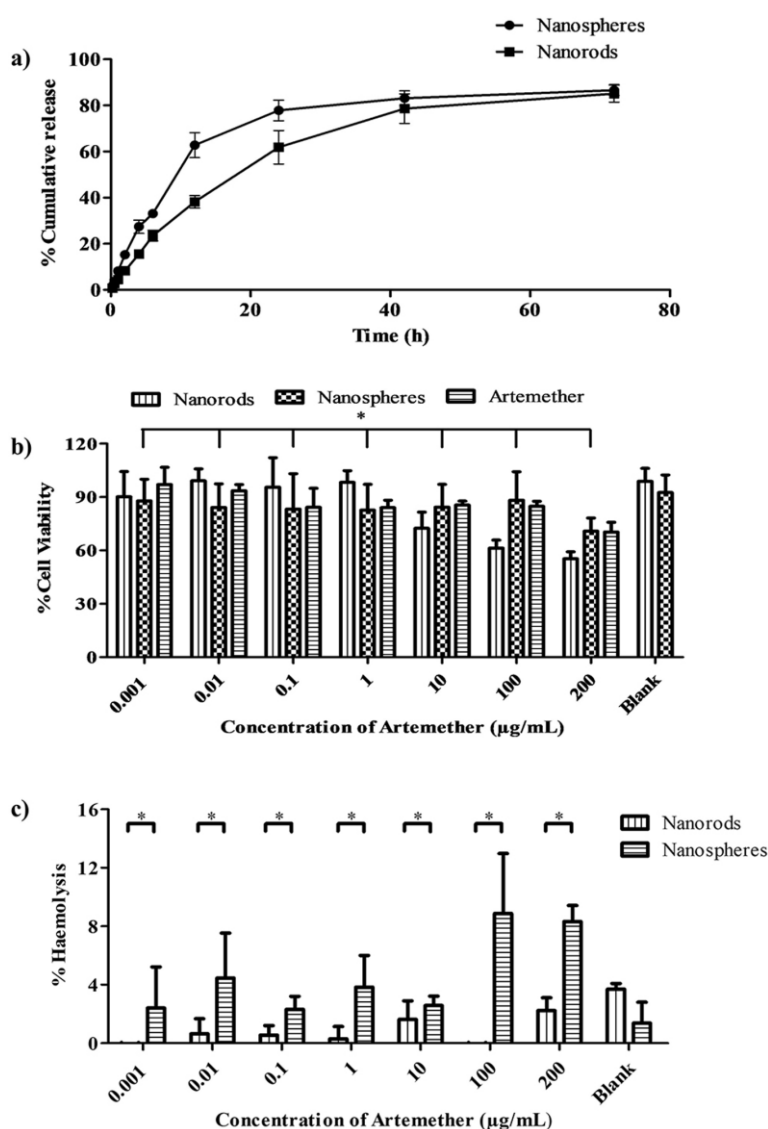 Nanospheres
Nanorods
a)
100
80
60
40
20
0
% Cumulative release
0 20 40 60 80
Time (h)
Nanorods Nanospheres Artemether
*
b)
120
90
60
30
0
%Cell Viability
0.001 0.01 0.1 1 10 100 200 Blank
Concentration of Artemether (µg/mL)
c)
16
12
8
4
0
% Haemolysis
* * * * * * *
Nanorods
Nanospheres
0.001 0.01 0.1 1 10 100 200 Blank
Concentration of Artemether (µg/mL)